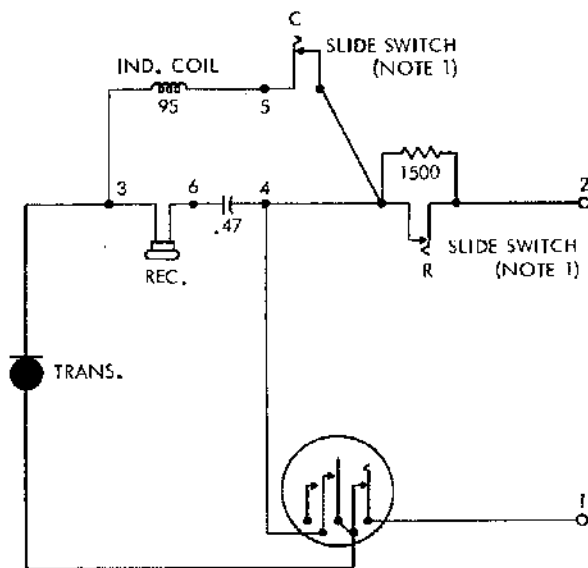 C
SLIDE SWITCH
(NOTE 1)
IND. COIL
95
5
1500
3
6
4
2
.47
REC.
SLIDE SWITCH
(NOTE 1)
R
TRANS.
1